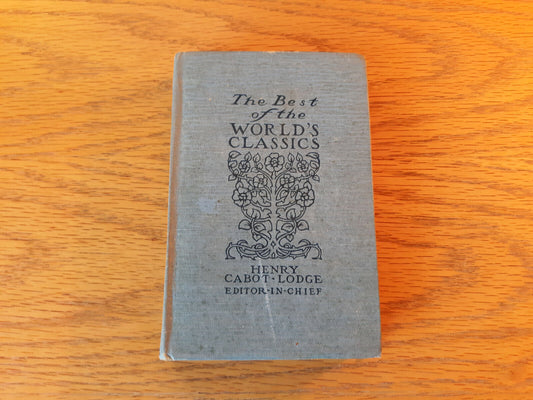 The Best
of the
WORLD'S
CLASSICS
HENRY
CABOT·LODGE
EDITOR·IN·CHIEF